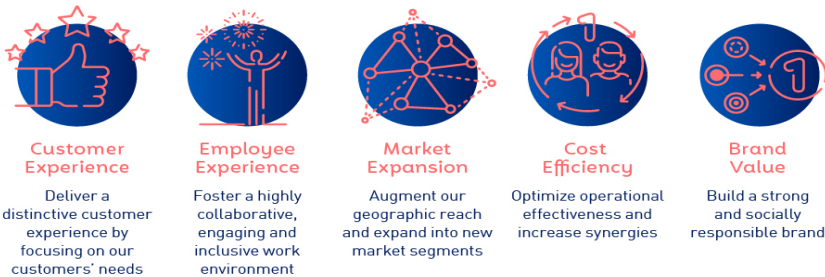 Customer
Experience
Deliver a
distinctive customer
experience by
focusing on our
customers' needs
Employee
Experience
Foster a highly
collaborative,
engaging and
inclusive work
environment
Market
Expansion
Augment our
geographic reach
and expand into new
market segments
Cost
Efficiency
Optimize operational
effectiveness and
increase synergies
Brand
Value
Build a strong
and socially
responsible brand